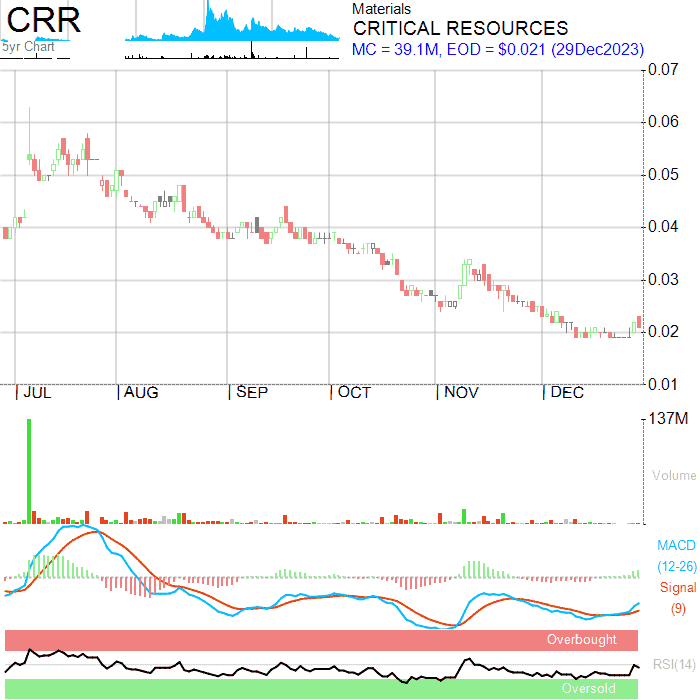 CRR
5yr Chart
Materials
CRITICAL RESOURCES
MC = 39.1M, EOD = $0.021 (29Dec2023)
0.07
0.06
0.05
0.04
0.03
0.02
0.01
JUL AUG SEP OCT NOV DEC
137M
Volume
MACD
(12-26)
Signal
(9)
Overbought
RSI(14)
Oversold